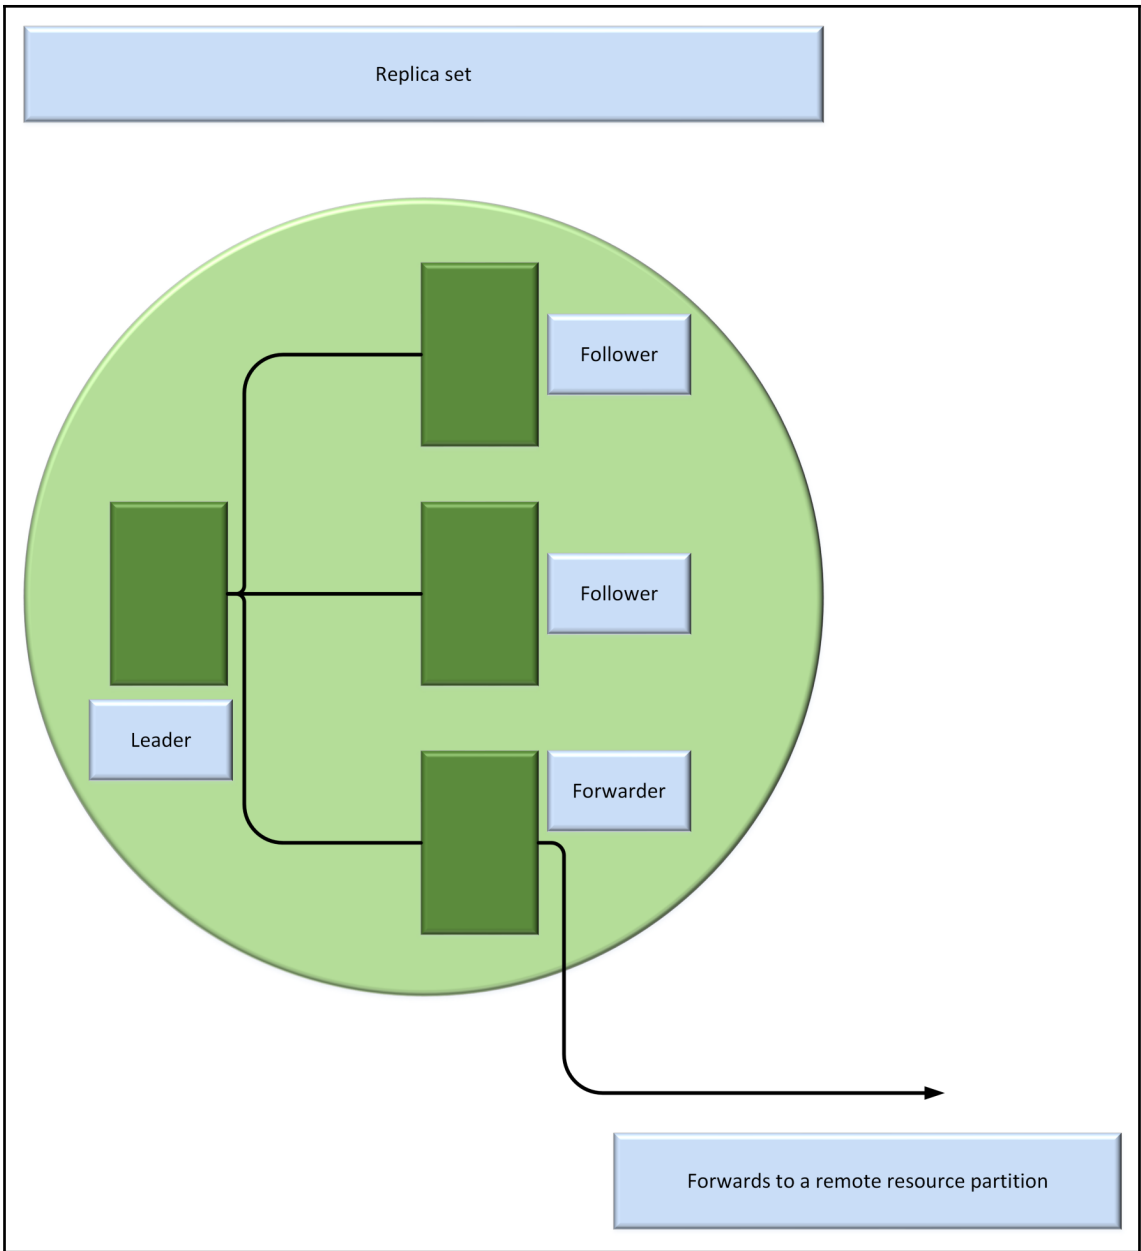 Replica set
Follower
Follower
Leader
Forwarder
Forwards to a remote resource partition